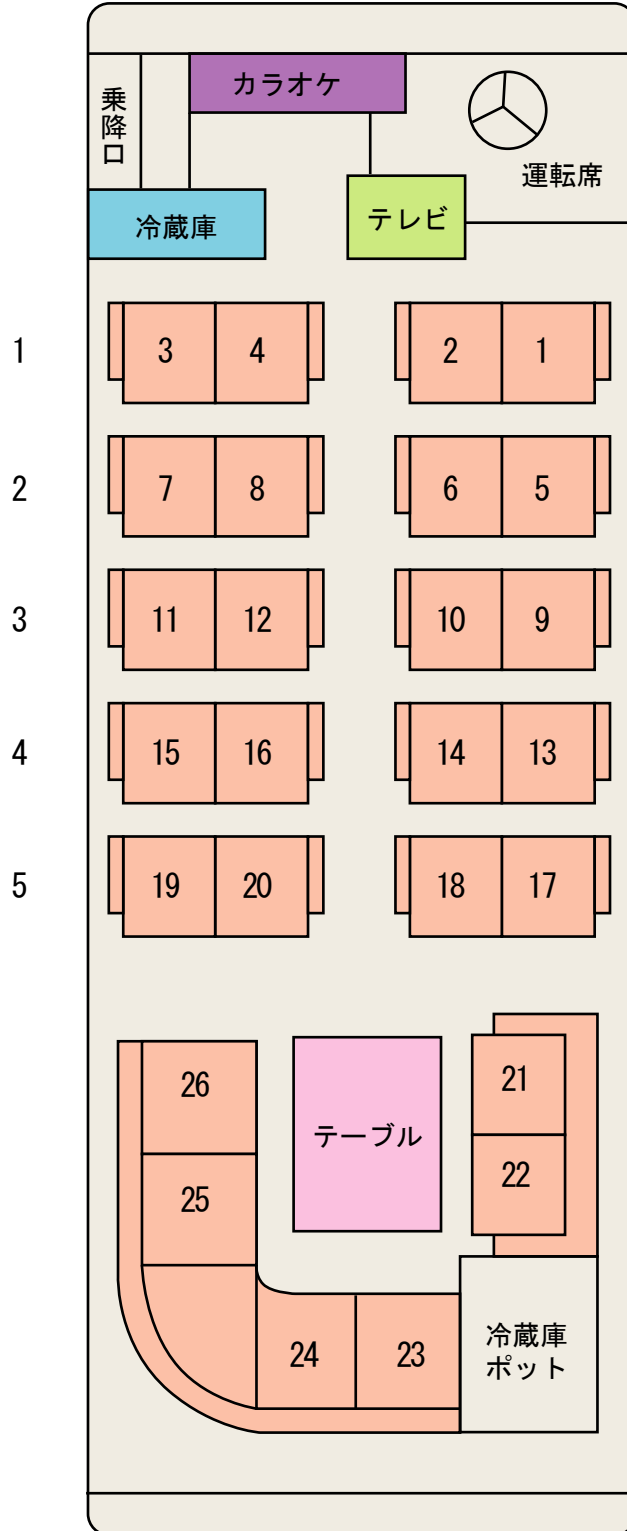 カラオケ
乗降口
運転席
冷蔵庫
テレビ
1 3 4 2 1
2 7 8 6 5
3 11 12 10 9
4 15 16 14 13
5 19 20 18 17
26
21
テーブル
25
22
24 23
冷蔵庫
ポット